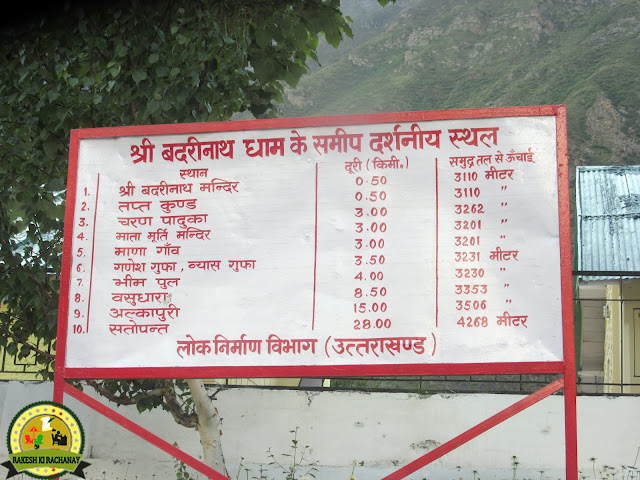 श्री बदरीनाथ धाम के समीप दर्शनीय स्थल
स्थान दूरी (किमी॰) समुद्र तल से ऊँचाई
1. श्री बदरीनाथ मन्दिर 0.50 3110 मीटर
2. तप्त कुण्ड 0.50 3110 "
3. चरण पादुका 3.00 3262 "
4. माता मूर्ति मन्दिर 3.00 3201 "
5. माणा गाँव 3.00 3201 "
6. गणेश गुफा, व्यास गुफा 3.50 3231 मीटर
7. भीम पुल 4.00 3230 "
8. वसुधारा 8.50 3353 "
9. अल्कापुरी 15.00 3506 "
10. सतोपन्त 28.00 4268 मीटर
लोक निर्माण विभाग (उत्तराखण्ड)
RAKESH KI RACHANAY